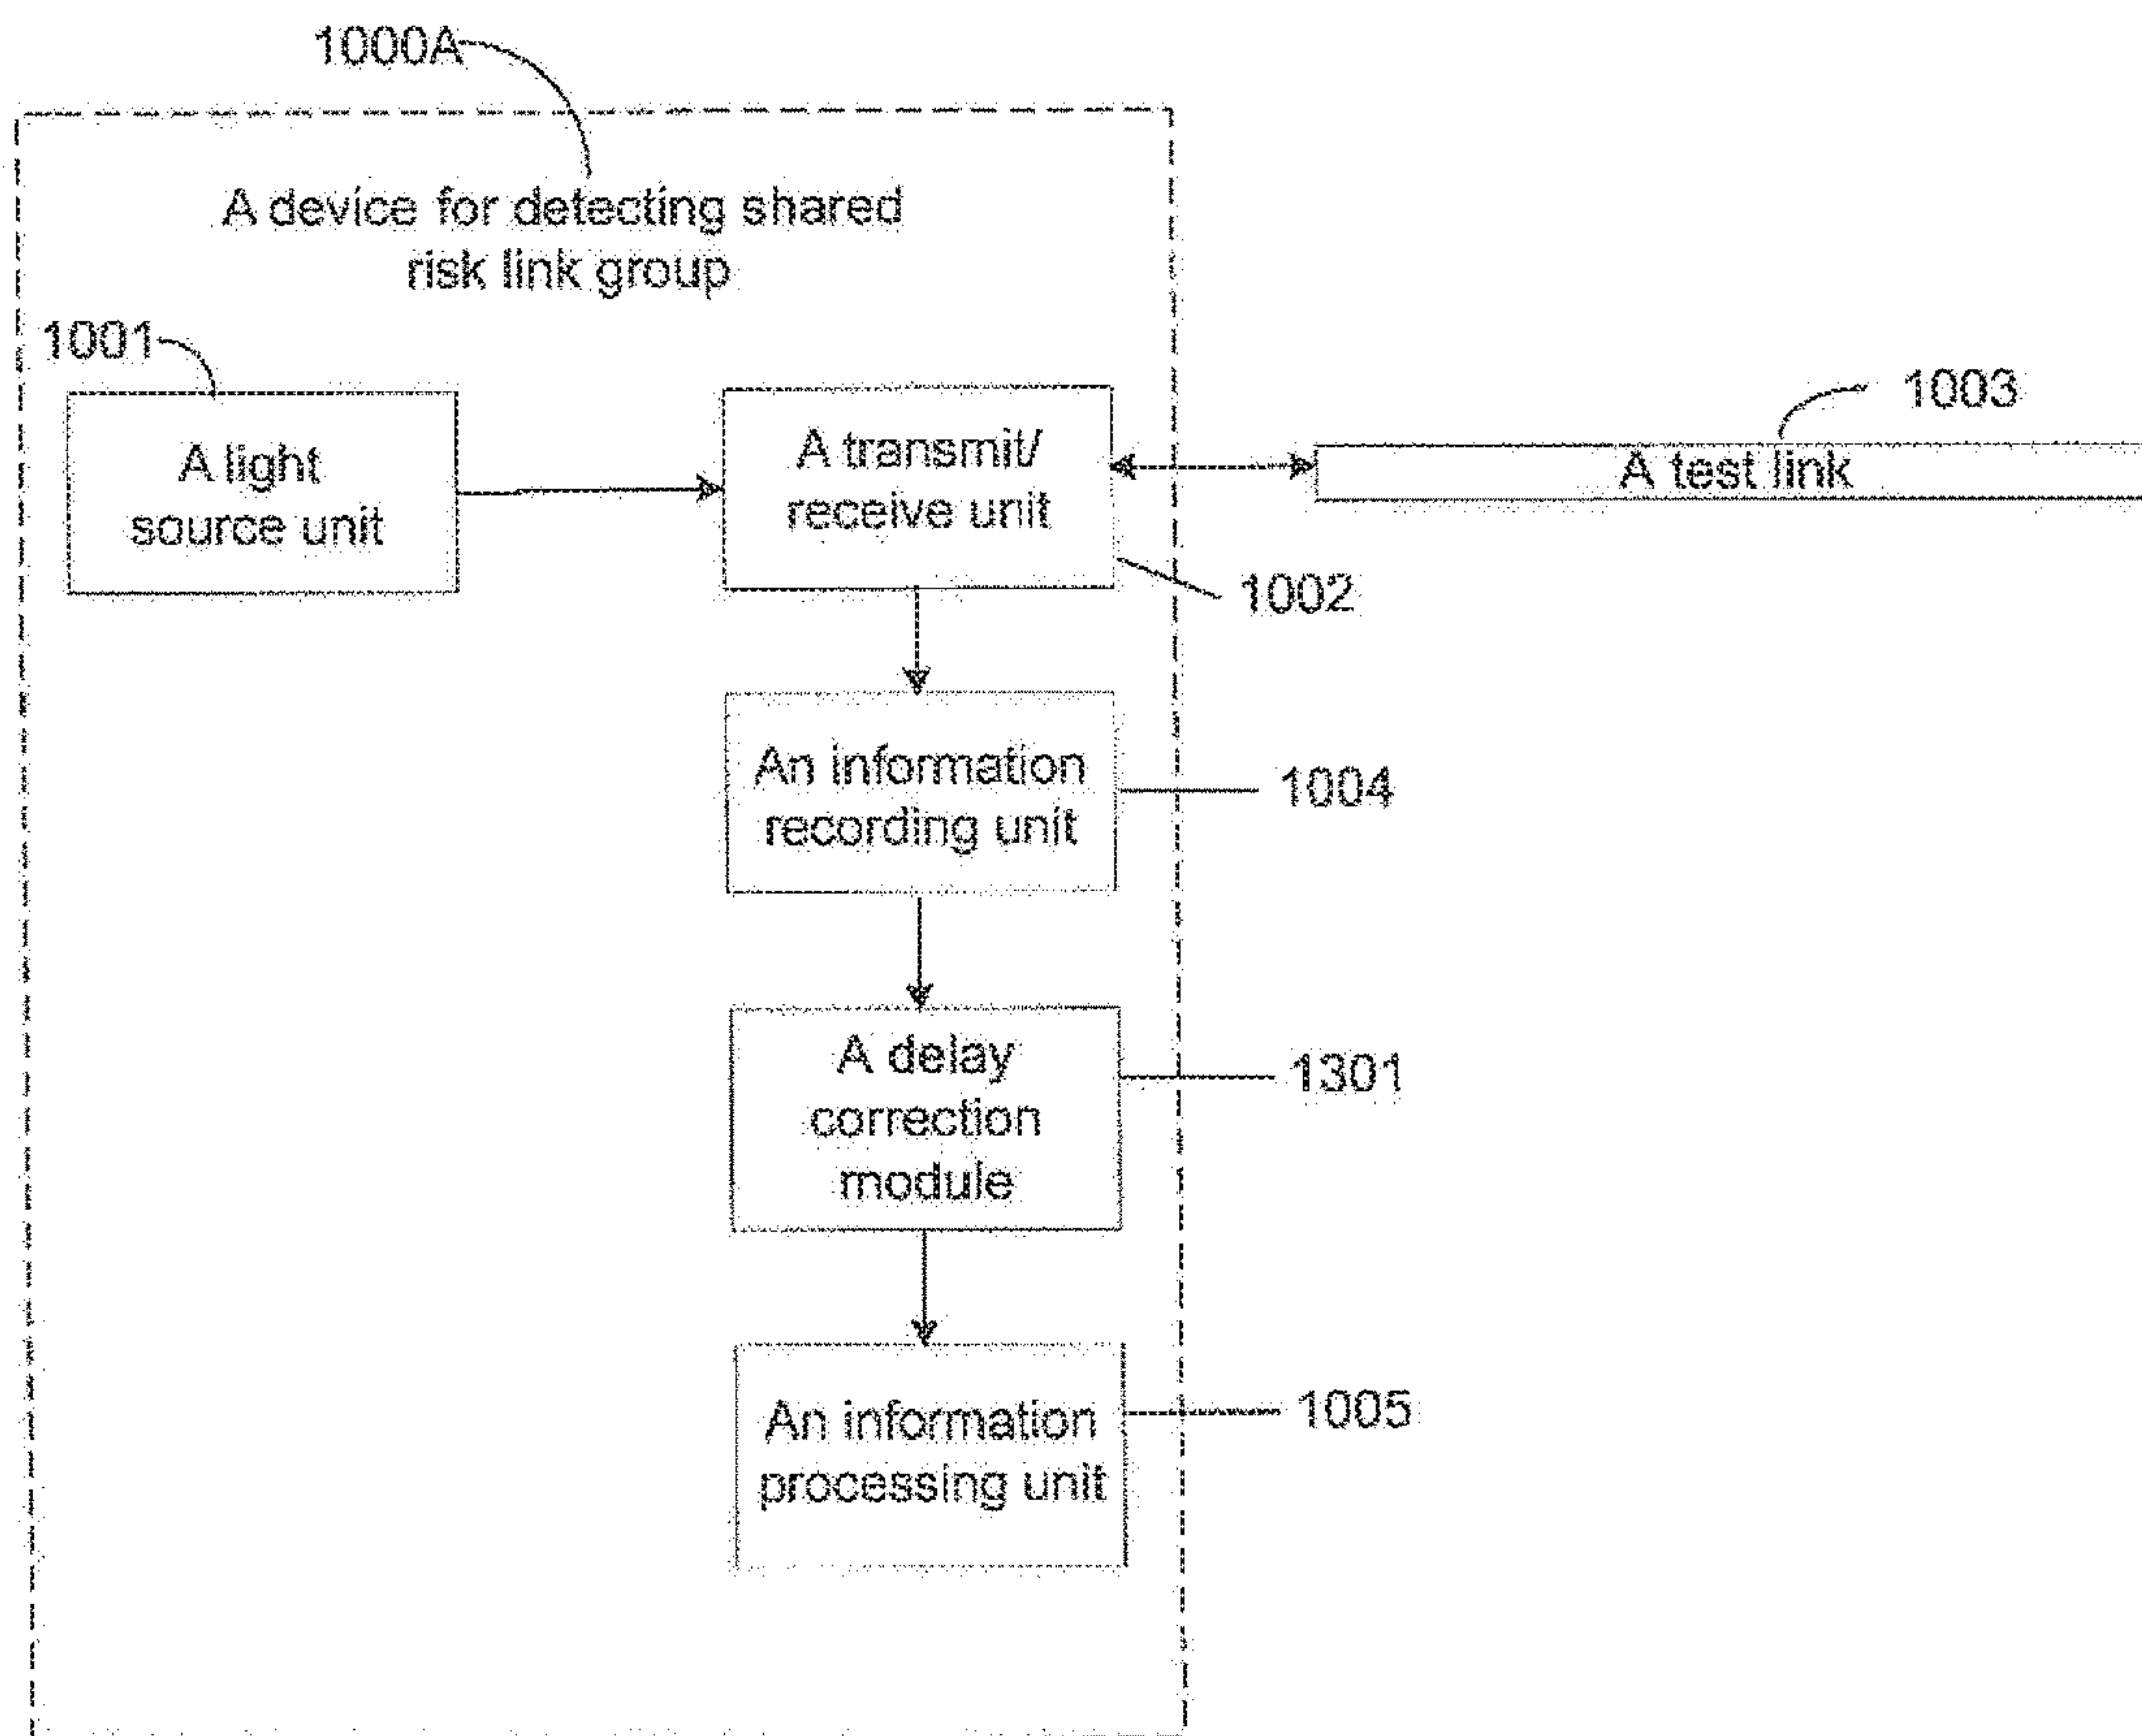 1000A
A device for detecting shared
risk link group
1001
A light
source unit
A transmit/
receive unit
1003
A test link
1002
An information
recording unit
1004
A delay
correction
module
1301
An information
processing unit
1005